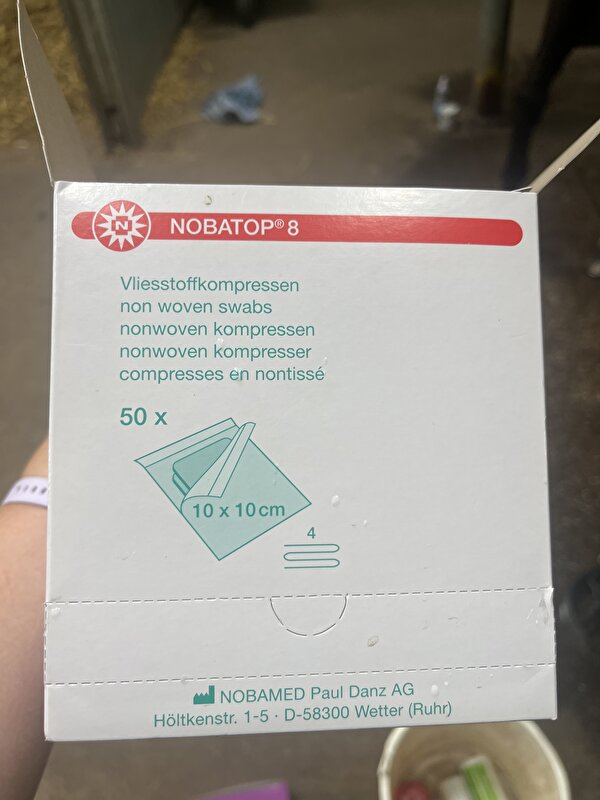 N
NOBATOP® 8
Vliesstoffkompressen
non woven swabs
nonwoven kompressen
nonwoven kompresser
compresses en nontissé
50 x
10 x 10 cm
4
NOBAMED Paul Danz AG
Höltkenstr. 1-5 · D-58300 Wetter (Ruhr)